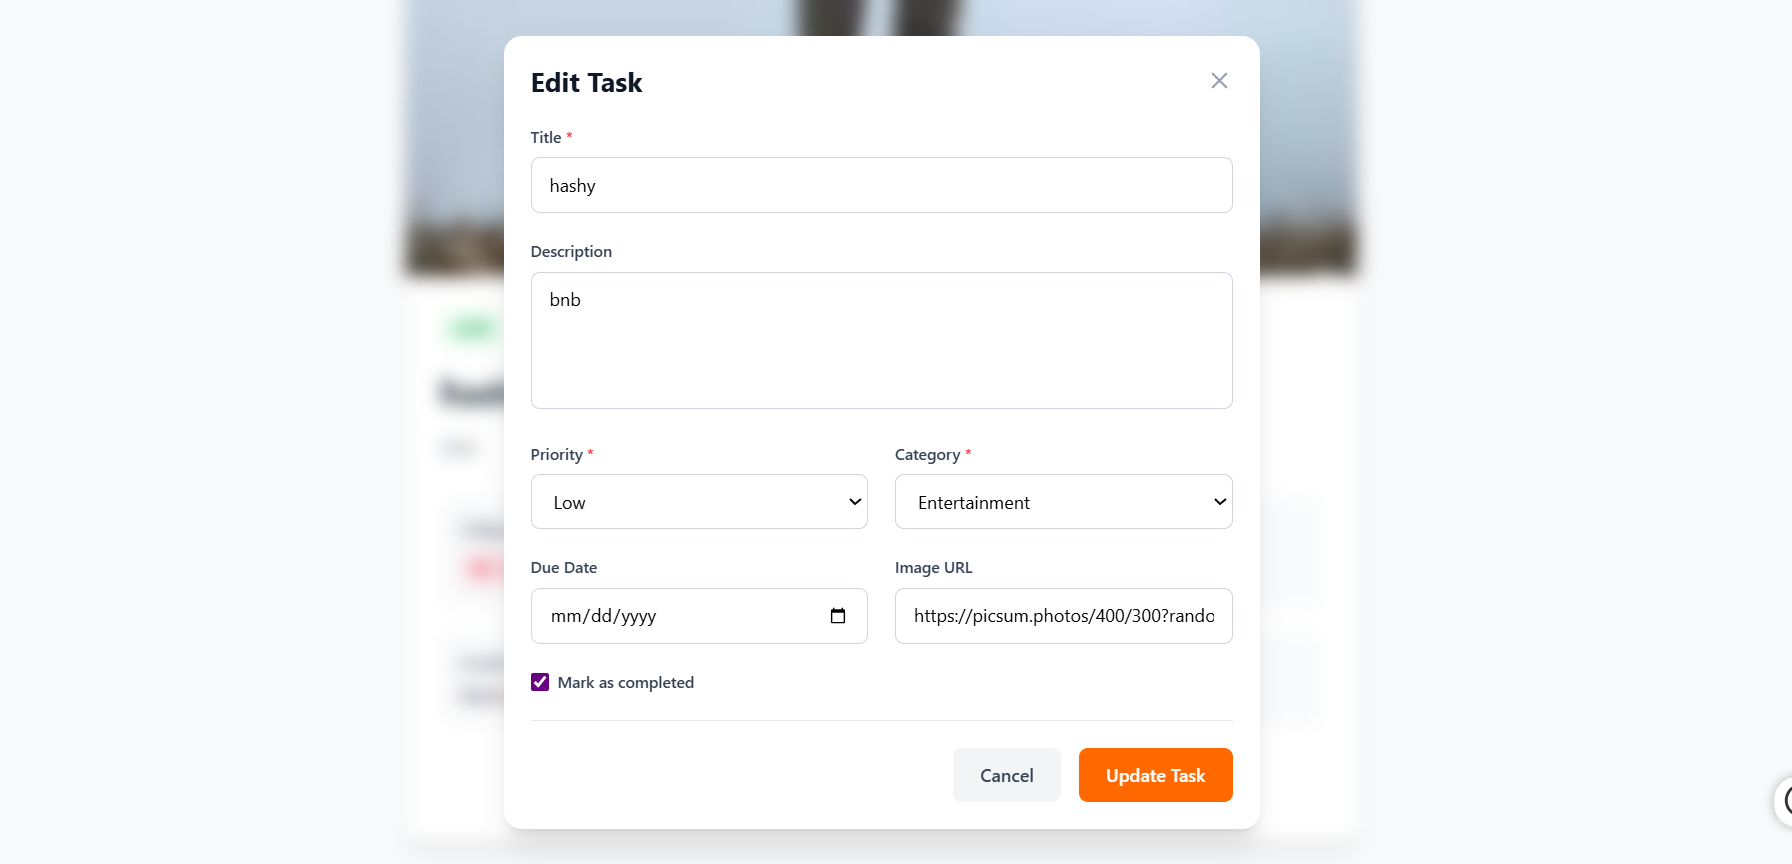 Edit Task
Title *
hashy
Description
bnb
Priority *
Category *
Low
Entertainment
Due Date
Image URL
mm/dd/yyyy
https://picsum.photos/400/300?rando
Mark as completed
Cancel
Update Task